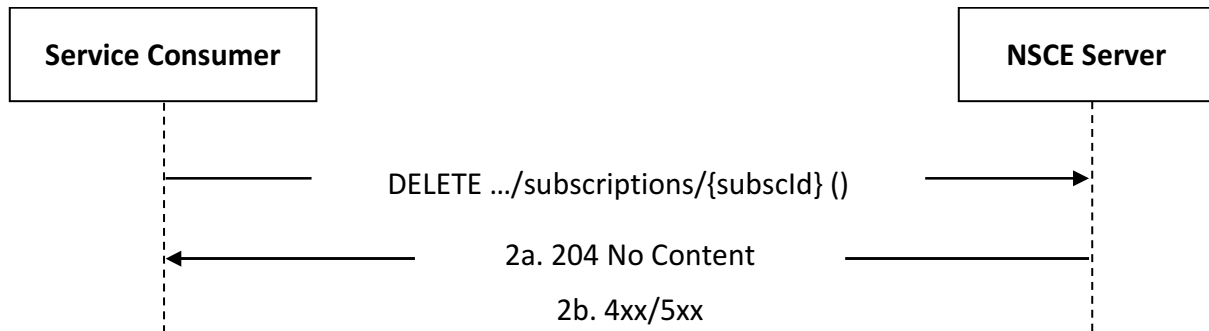 Service Consumer
NSCE Server
DELETE .../subscriptions/{subscId} ()
2a. 204 No Content
2b. 4xx/5xx